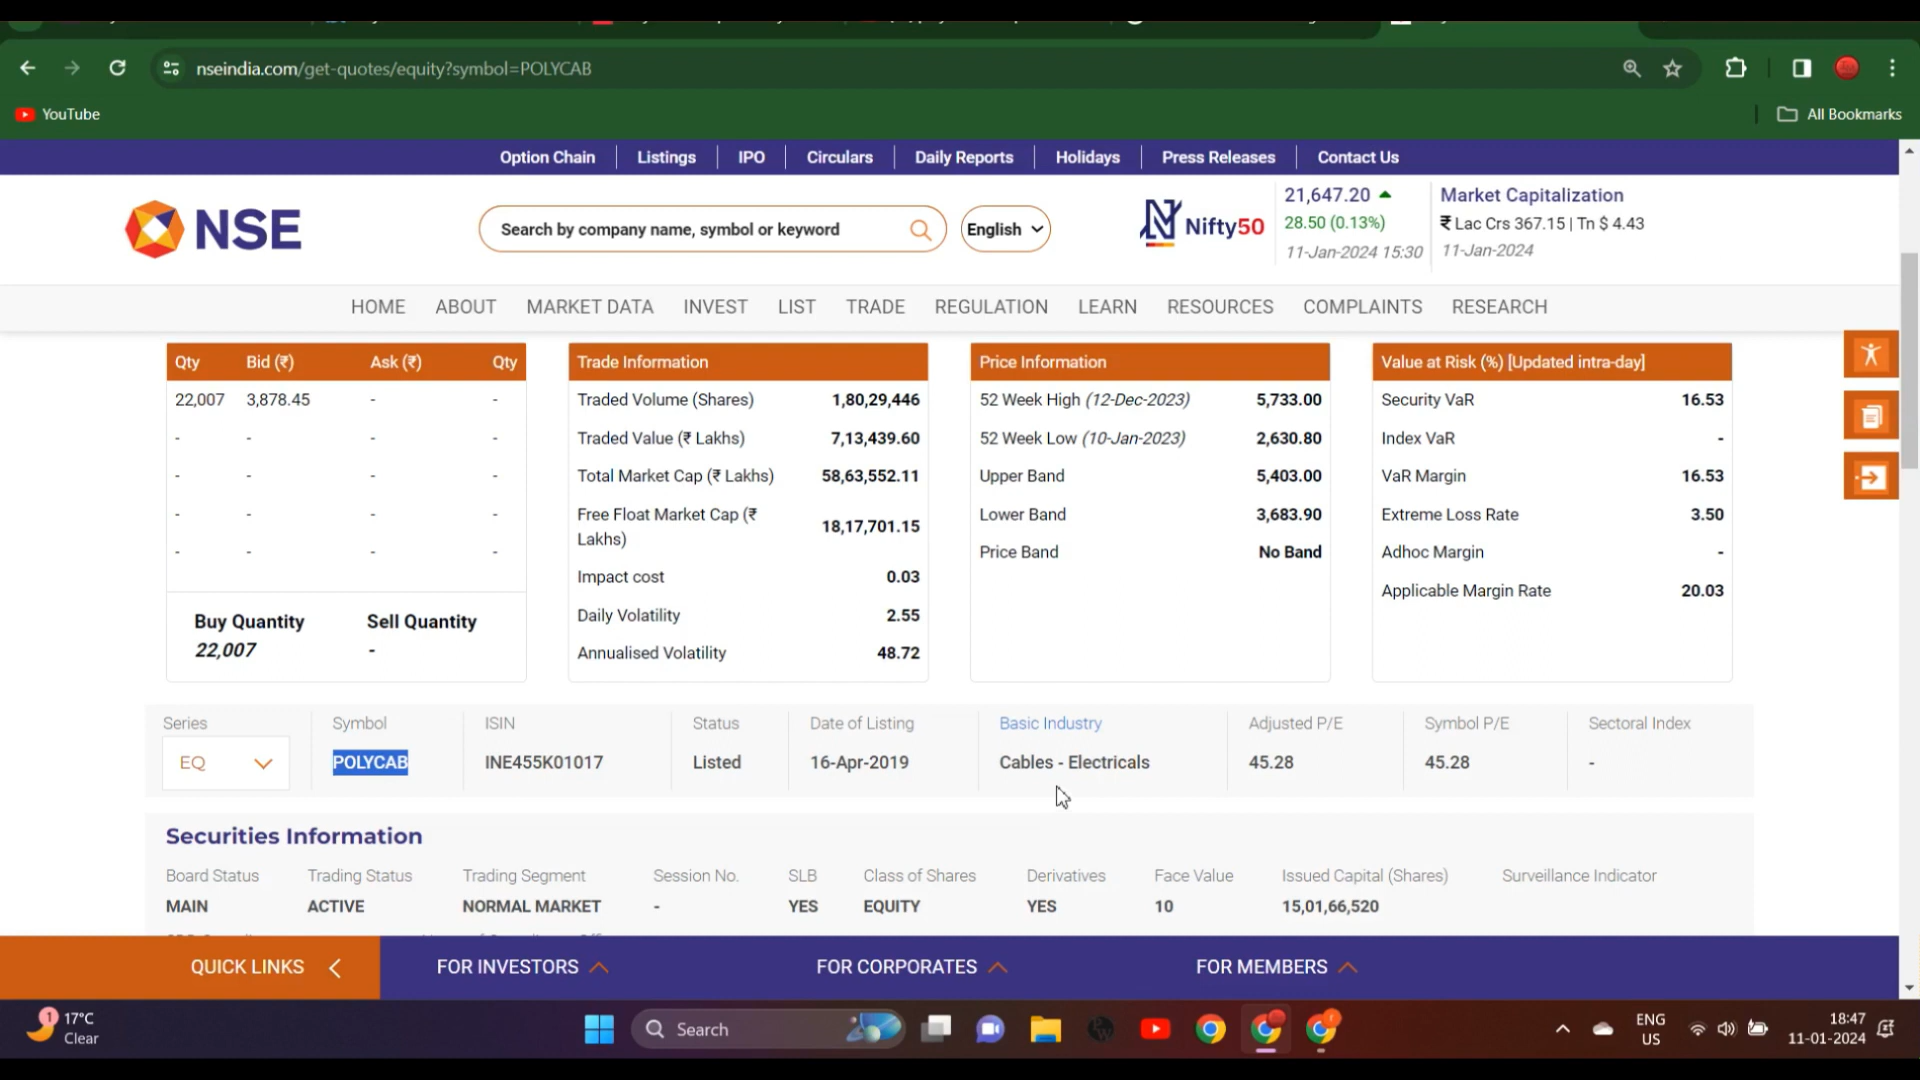 nseindia.com/get-quotes/equity?symbol=POLYCAB
YouTube
All Bookmarks
Option Chain
Listings
IPO
Circulars
Daily Reports
Holidays
Press Releases
Contact Us
NSE
Search by company name, symbol or keyword
English
Nifty50
21,647.20
28.50 (0.13%)
11-Jan-2024 15:30
Market Capitalization
₹ Lac Crs 367.15 | Tn $ 4.43
11-Jan-2024
HOME
ABOUT
MARKET DATA
INVEST
LIST
TRADE
REGULATION
LEARN
RESOURCES
COMPLAINTS
RESEARCH
Qty Bid (₹) Ask (₹) Qty
22,007 3,878.45 - -
- - - -
- - - -
- - - -
- - - -
Buy Quantity Sell Quantity
22,007 -
Trade Information
Traded Volume (Shares) 1,80,29,446
Traded Value (₹ Lakhs) 7,13,439.60
Total Market Cap (₹ Lakhs) 58,63,552.11
Free Float Market Cap (₹
Lakhs) 18,17,701.15
Impact cost 0.03
Daily Volatility 2.55
Annualised Volatility 48.72
Price Information
52 Week High (12-Dec-2023) 5,733.00
52 Week Low (10-Jan-2023) 2,630.80
Upper Band 5,403.00
Lower Band 3,683.90
Price Band No Band
Value at Risk (%) [Updated intra-day]
Security VaR 16.53
Index VaR -
VaR Margin 16.53
Extreme Loss Rate 3.50
Adhoc Margin -
Applicable Margin Rate 20.03
Series Symbol ISIN Status Date of Listing Basic Industry Adjusted P/E Symbol P/E Sectoral Index
EQ POLYCAB INE455K01017 Listed 16-Apr-2019 Cables - Electricals 45.28 45.28 -
Securities Information
Board Status Trading Status Trading Segment Session No. SLB Class of Shares Derivatives Face Value Issued Capital (Shares) Surveillance Indicator
MAIN ACTIVE NORMAL MARKET - YES EQUITY YES 10 15,01,66,520
QUICK LINKS
FOR INVESTORS
FOR CORPORATES
FOR MEMBERS
1
17°C
Clear
Search
ENG
US
18:47
11-01-2024